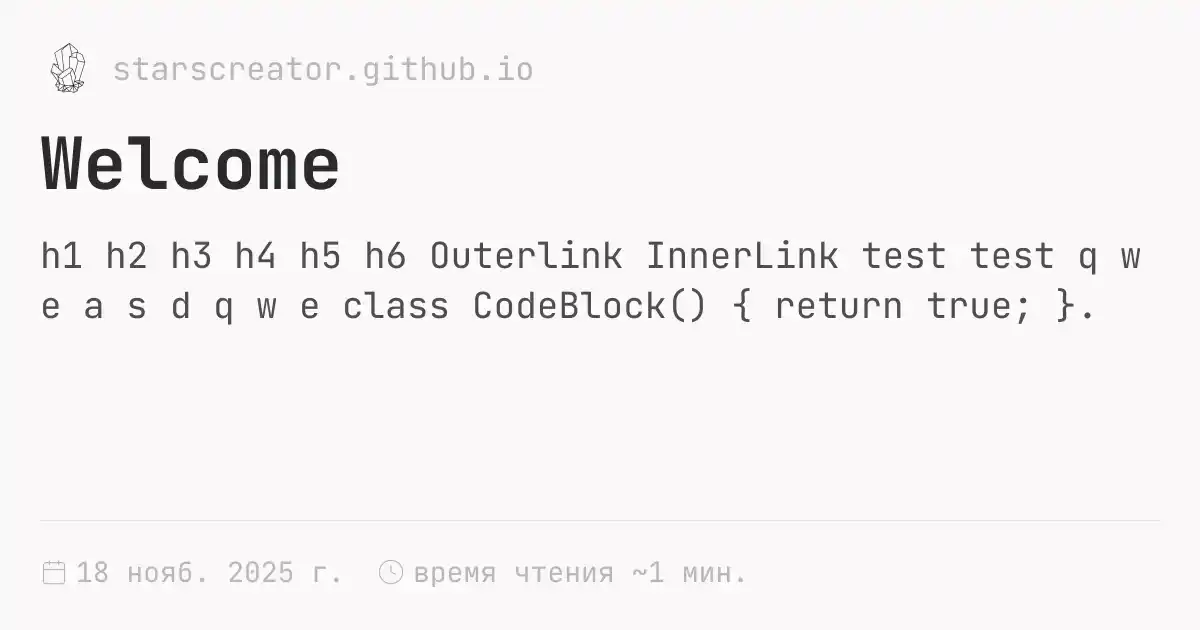 starscreator.github.io
Welcome
h1 h2 h3 h4 h5 h6 Outerlink InnerLink test test q w
e a s d q w e class CodeBlock() { return true; }.
18 нояб. 2025 г. время чтения ~1 мин.